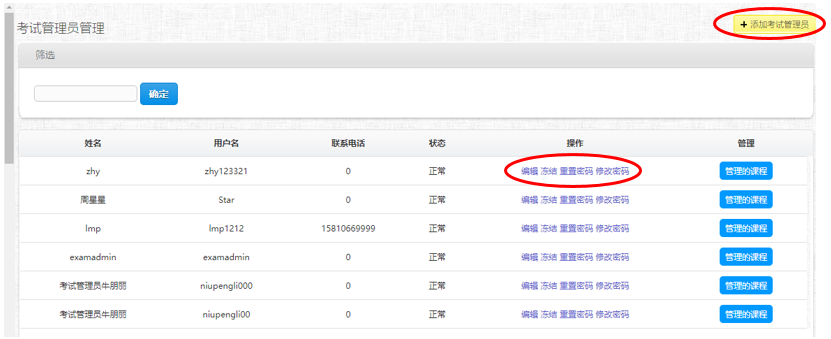 考试管理员管理
+ 添加考试管理员
筛选
确定
姓名 用户名 联系电话 状态 操作 管理
zhy zhy123321 0 正常 编辑 冻结 重置密码 修改密码 管理的课程
周星星 Star 0 正常 编辑 冻结 重置密码 修改密码 管理的课程
lmp lmp1212 15810669999 正常 编辑 冻结 重置密码 修改密码 管理的课程
examadmin examadmin 0 正常 编辑 冻结 重置密码 修改密码 管理的课程
考试管理员牛朋丽 niupengli000 0 正常 编辑 冻结 重置密码 修改密码 管理的课程
考试管理员牛朋丽 niupengli00 0 正常 编辑 冻结 重置密码 修改密码 管理的课程